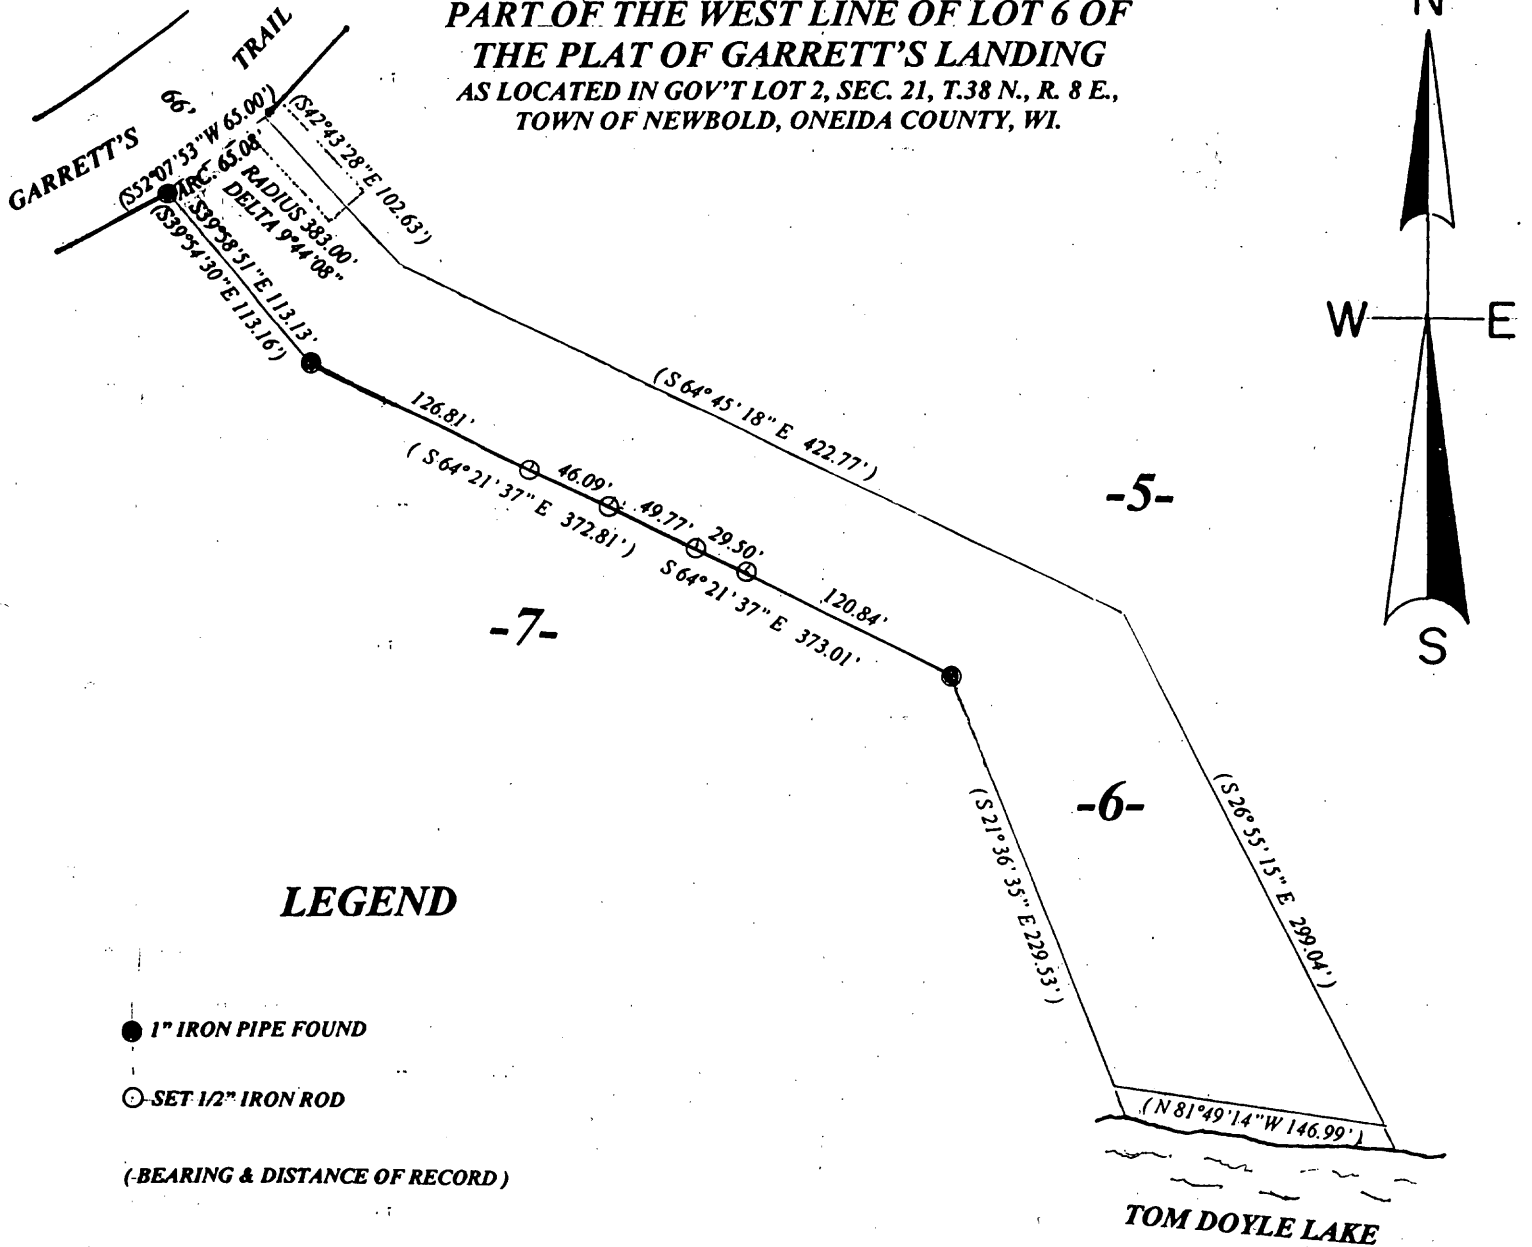 PART OF THE WEST LINE OF LOT 6 OF
THE PLAT OF GARRETT'S LANDING
AS LOCATED IN GOV'T LOT 2, SEC. 21, T.38 N., R. 8 E.,
TOWN OF NEWBOLD, ONEIDA COUNTY, WI.
N
W
E
S
GARRETT'S
TRAIL
66'
(S52°07'53"W 65.00')
ARC. 65.08'
RADIUS 383.00'
DELTA 9°44'08"
(S42°43'28"E 102.63')
S39°58'51"E 113.13'
(S39°54'30"E 113.16')
126.81'
(S 64°21'37" E 372.81')
46.09'
49.77'
29.50'
S 64°21'37" E 373.01'
120.84'
(S 64°45'18" E 422.77')
-5-
-7-
-6-
(S 21°36'35" E 229.53')
(S 26°55'15" E 299.04')
(N 81°49'14"W 146.99')
TOM DOYLE LAKE
LEGEND
1" IRON PIPE FOUND
SET 1/2" IRON ROD
(-BEARING & DISTANCE OF RECORD)